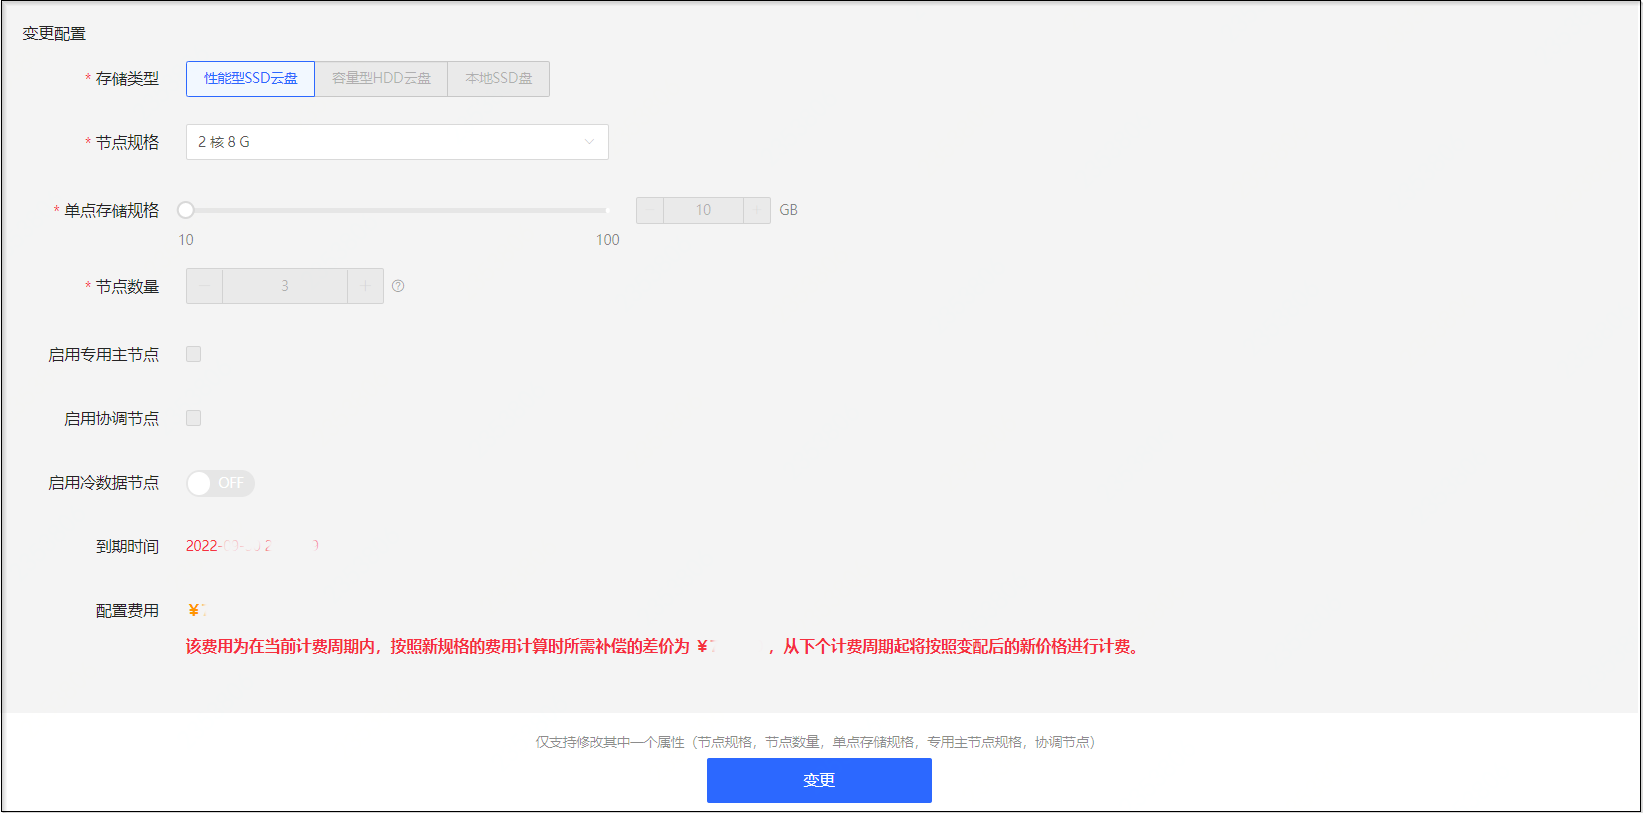 变更配置
* 存储类型 性能型SSD云盘 容量型HDD云盘 本地SSD盘
* 节点规格 2 核 8 G
* 单点存储规格 − 10 + GB
10 100
* 节点数量 − 3 +
启用专用主节点
启用协调节点
启用冷数据节点 OFF
到期时间 2022-
配置费用 ¥
该费用为在当前计费周期内，按照新规格的费用计算时所需补偿的差价为 ¥ ，从下个计费周期起将按照变配后的新价格进行计费。
仅支持修改其中一个属性（节点规格，节点数量，单点存储规格，专用主节点规格，协调节点）
变更